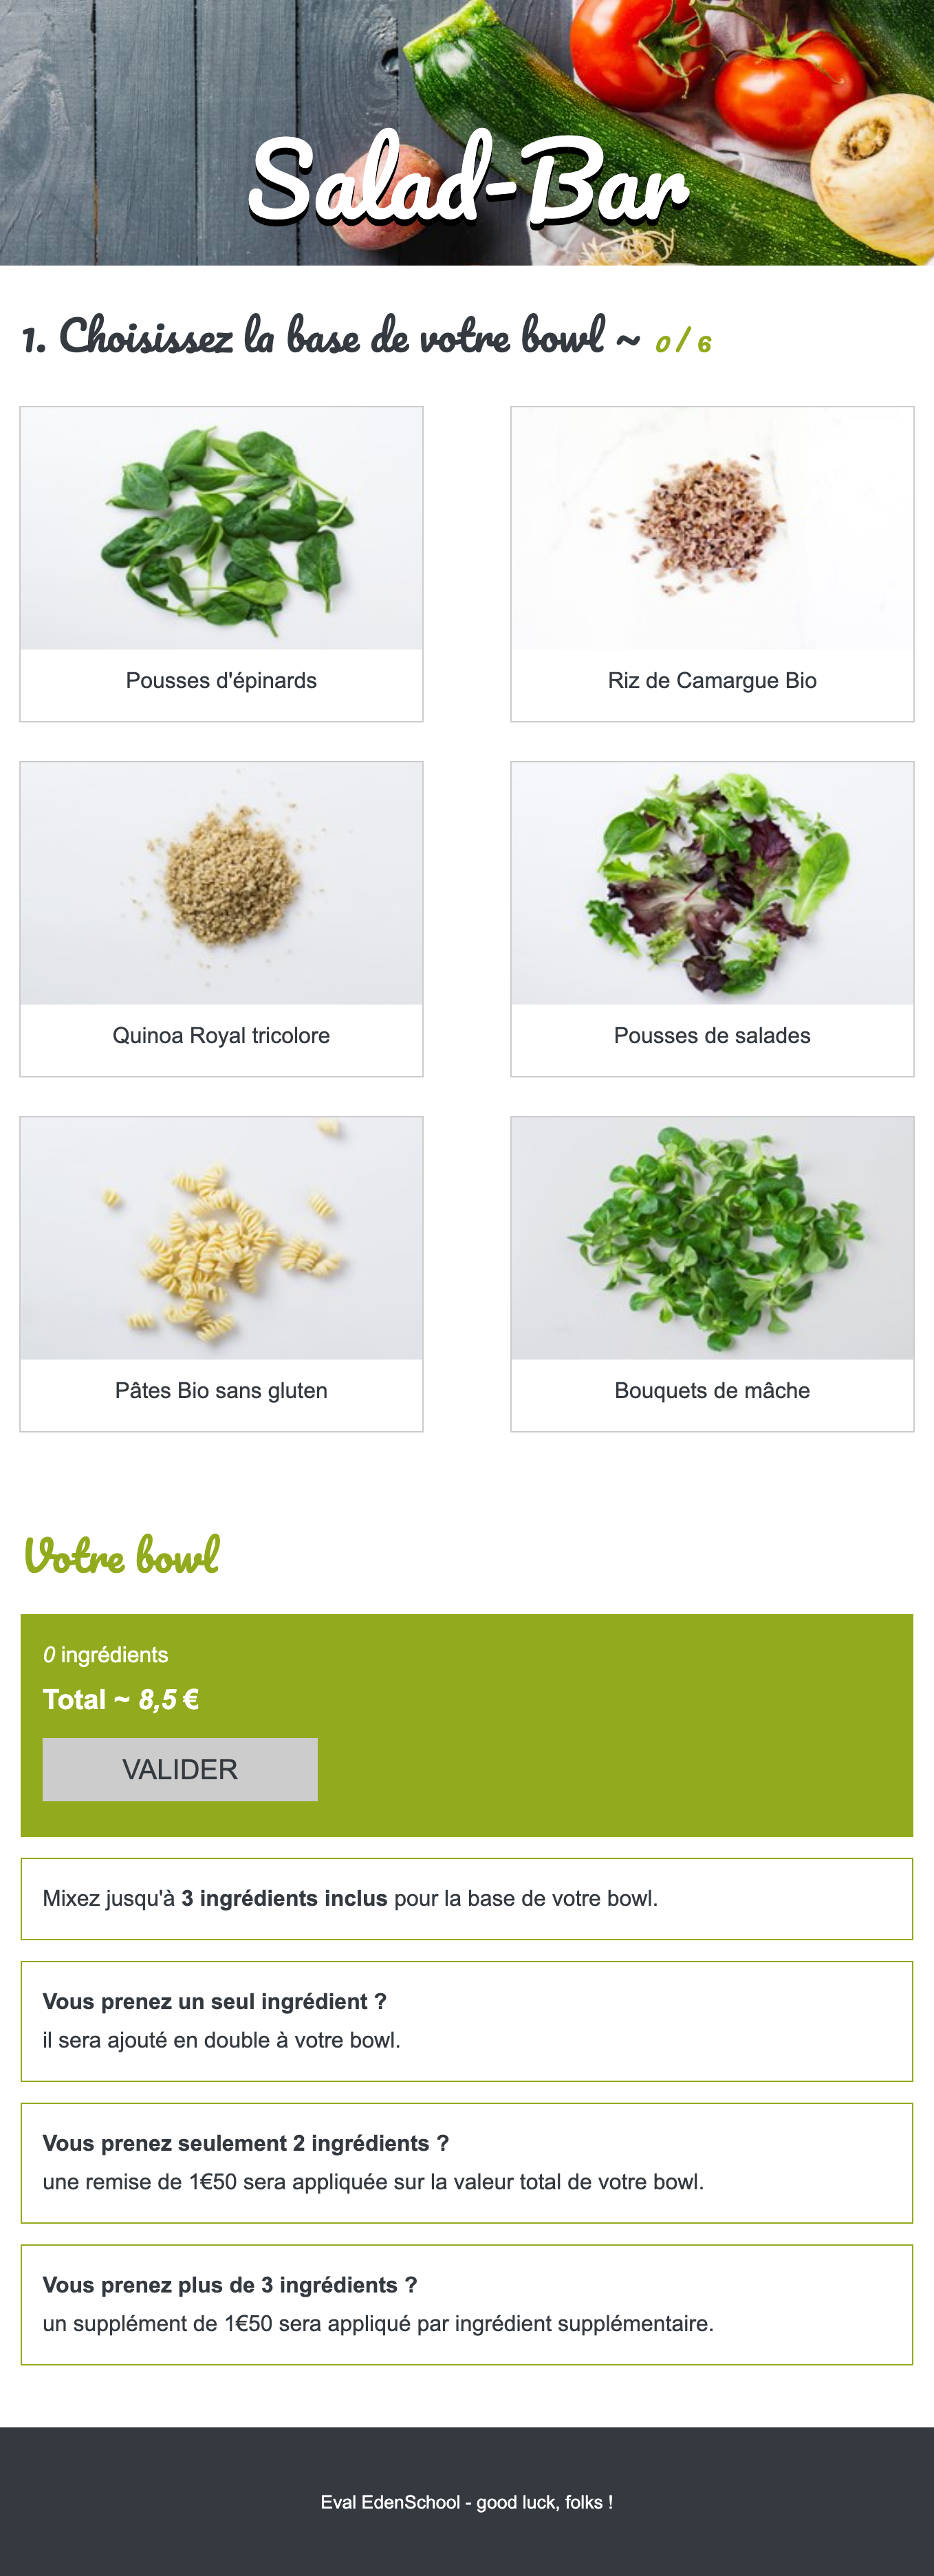 Salad-Bar
1. Choisissez la base de votre bowl ~ 0 / 6
Pousses d'épinards
Riz de Camargue Bio
Quinoa Royal tricolore
Pousses de salades
Pâtes Bio sans gluten
Bouquets de mâche
Votre bowl
0 ingrédients
Total ~ 8,5 €
VALIDER
Mixez jusqu'à 3 ingrédients inclus pour la base de votre bowl.
Vous prenez un seul ingrédient ?
il sera ajouté en double à votre bowl.
Vous prenez seulement 2 ingrédients ?
une remise de 1€50 sera appliquée sur la valeur total de votre bowl.
Vous prenez plus de 3 ingrédients ?
un supplément de 1€50 sera appliqué par ingrédient supplémentaire.
Eval EdenSchool - good luck, folks !